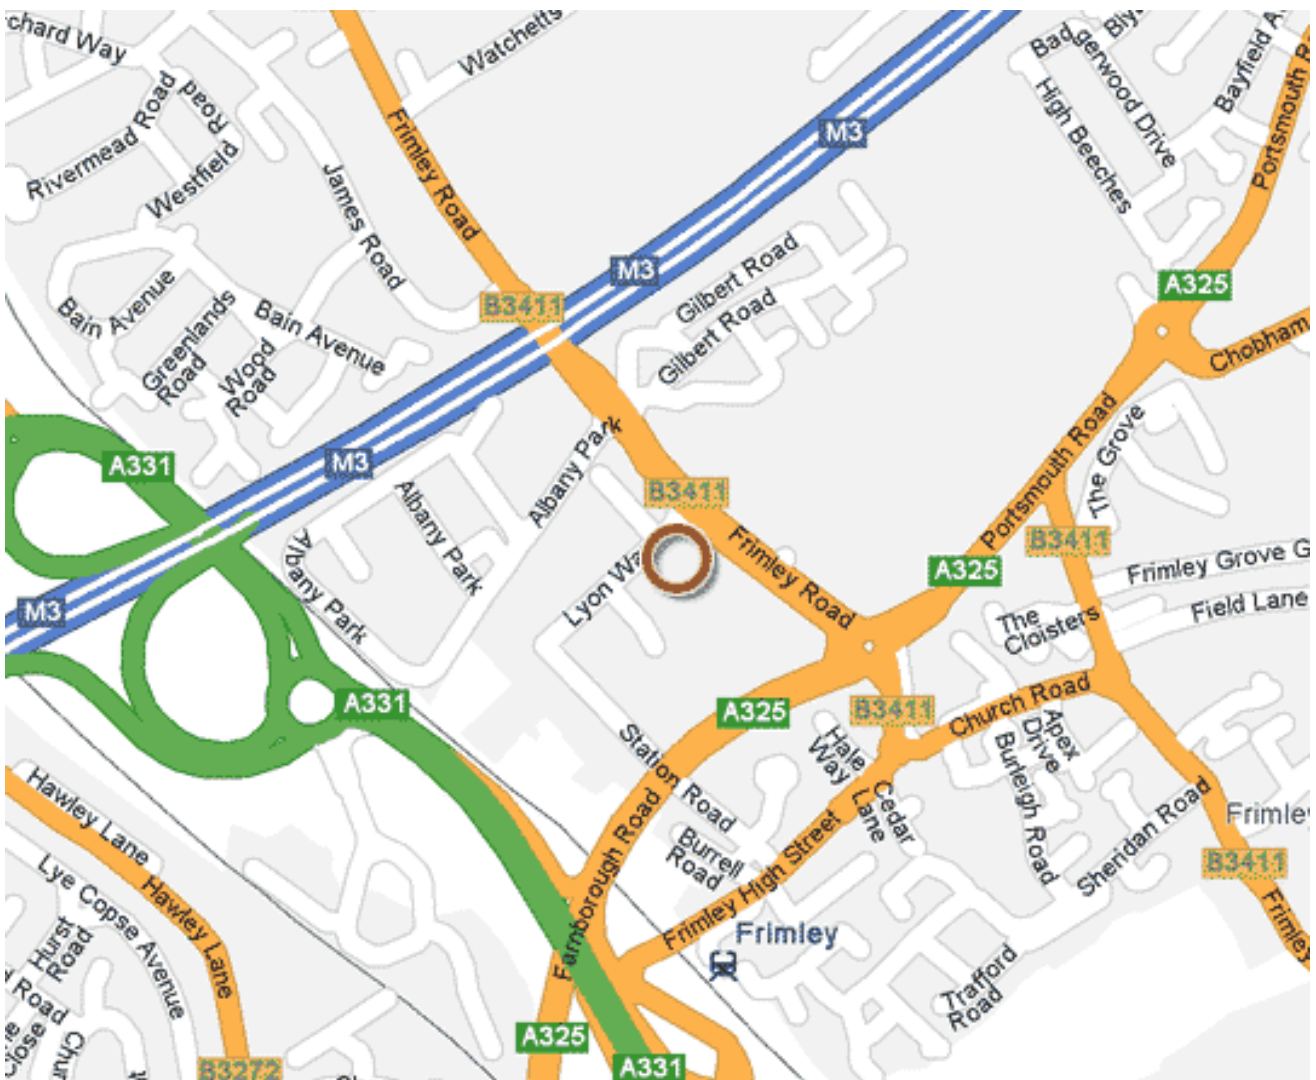 chard Way
Watchetts
Badgerwood Drive
Bayfield
Rivermead Road
Westfield
Road
James Road
Frimley Road
M3
High Beeches
Portsmouth
Bain Avenue
Greenlands
Road
Wood
Road
Bain Avenue
B3411
M3
Gilbert Road
Gilbert Road
A325
Chobham
A331
M3
Albany Park
Albany Park
Albany Park
B3411
Portsmouth Road
The Grove
B3411
Frimley Road
A325
Frimley Grove G
Field Lane
The
Cloisters
M3
Lyon Wa
A331
A325
B3411
Church Road
Hale
Way
Apex
Drive
Burleigh Road
Station Road
Cedar
Lane
Sheridan Road
Frimley
B3411
Frimley
Hawley Lane
Hawley Lane
Lye Copse Avenue
Hurst
Road
Burrell
Road
Farnborough Road
Frimley High Street
Frimley
Trafford
Road
Road
Close
Chur
B3272
A325
A331